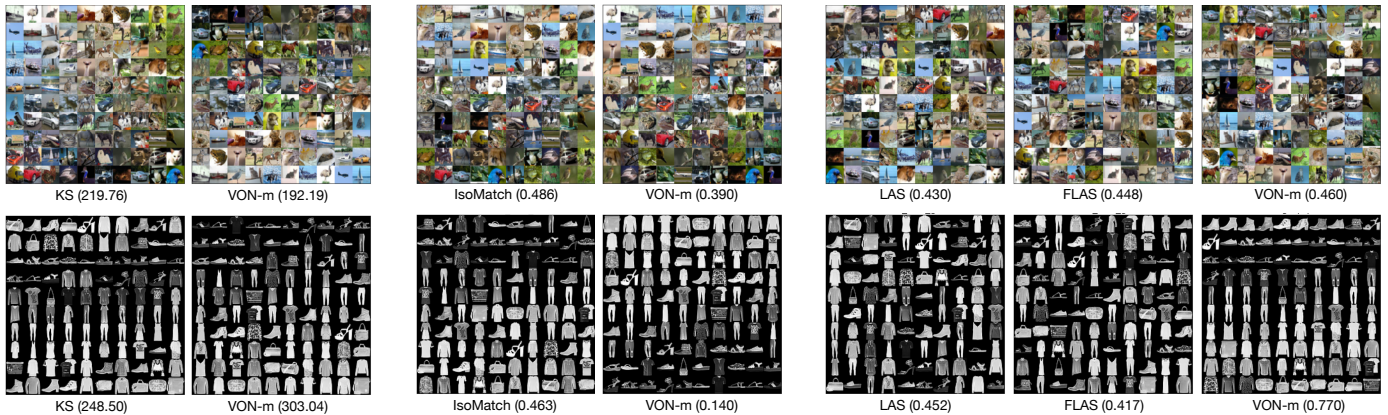 KS (219.76) VON-m (192.19) IsoMatch (0.486) VON-m (0.390) LAS (0.430) FLAS (0.448) VON-m (0.460)
KS (248.50) VON-m (303.04) IsoMatch (0.463) VON-m (0.140) LAS (0.452) FLAS (0.417) VON-m (0.770)